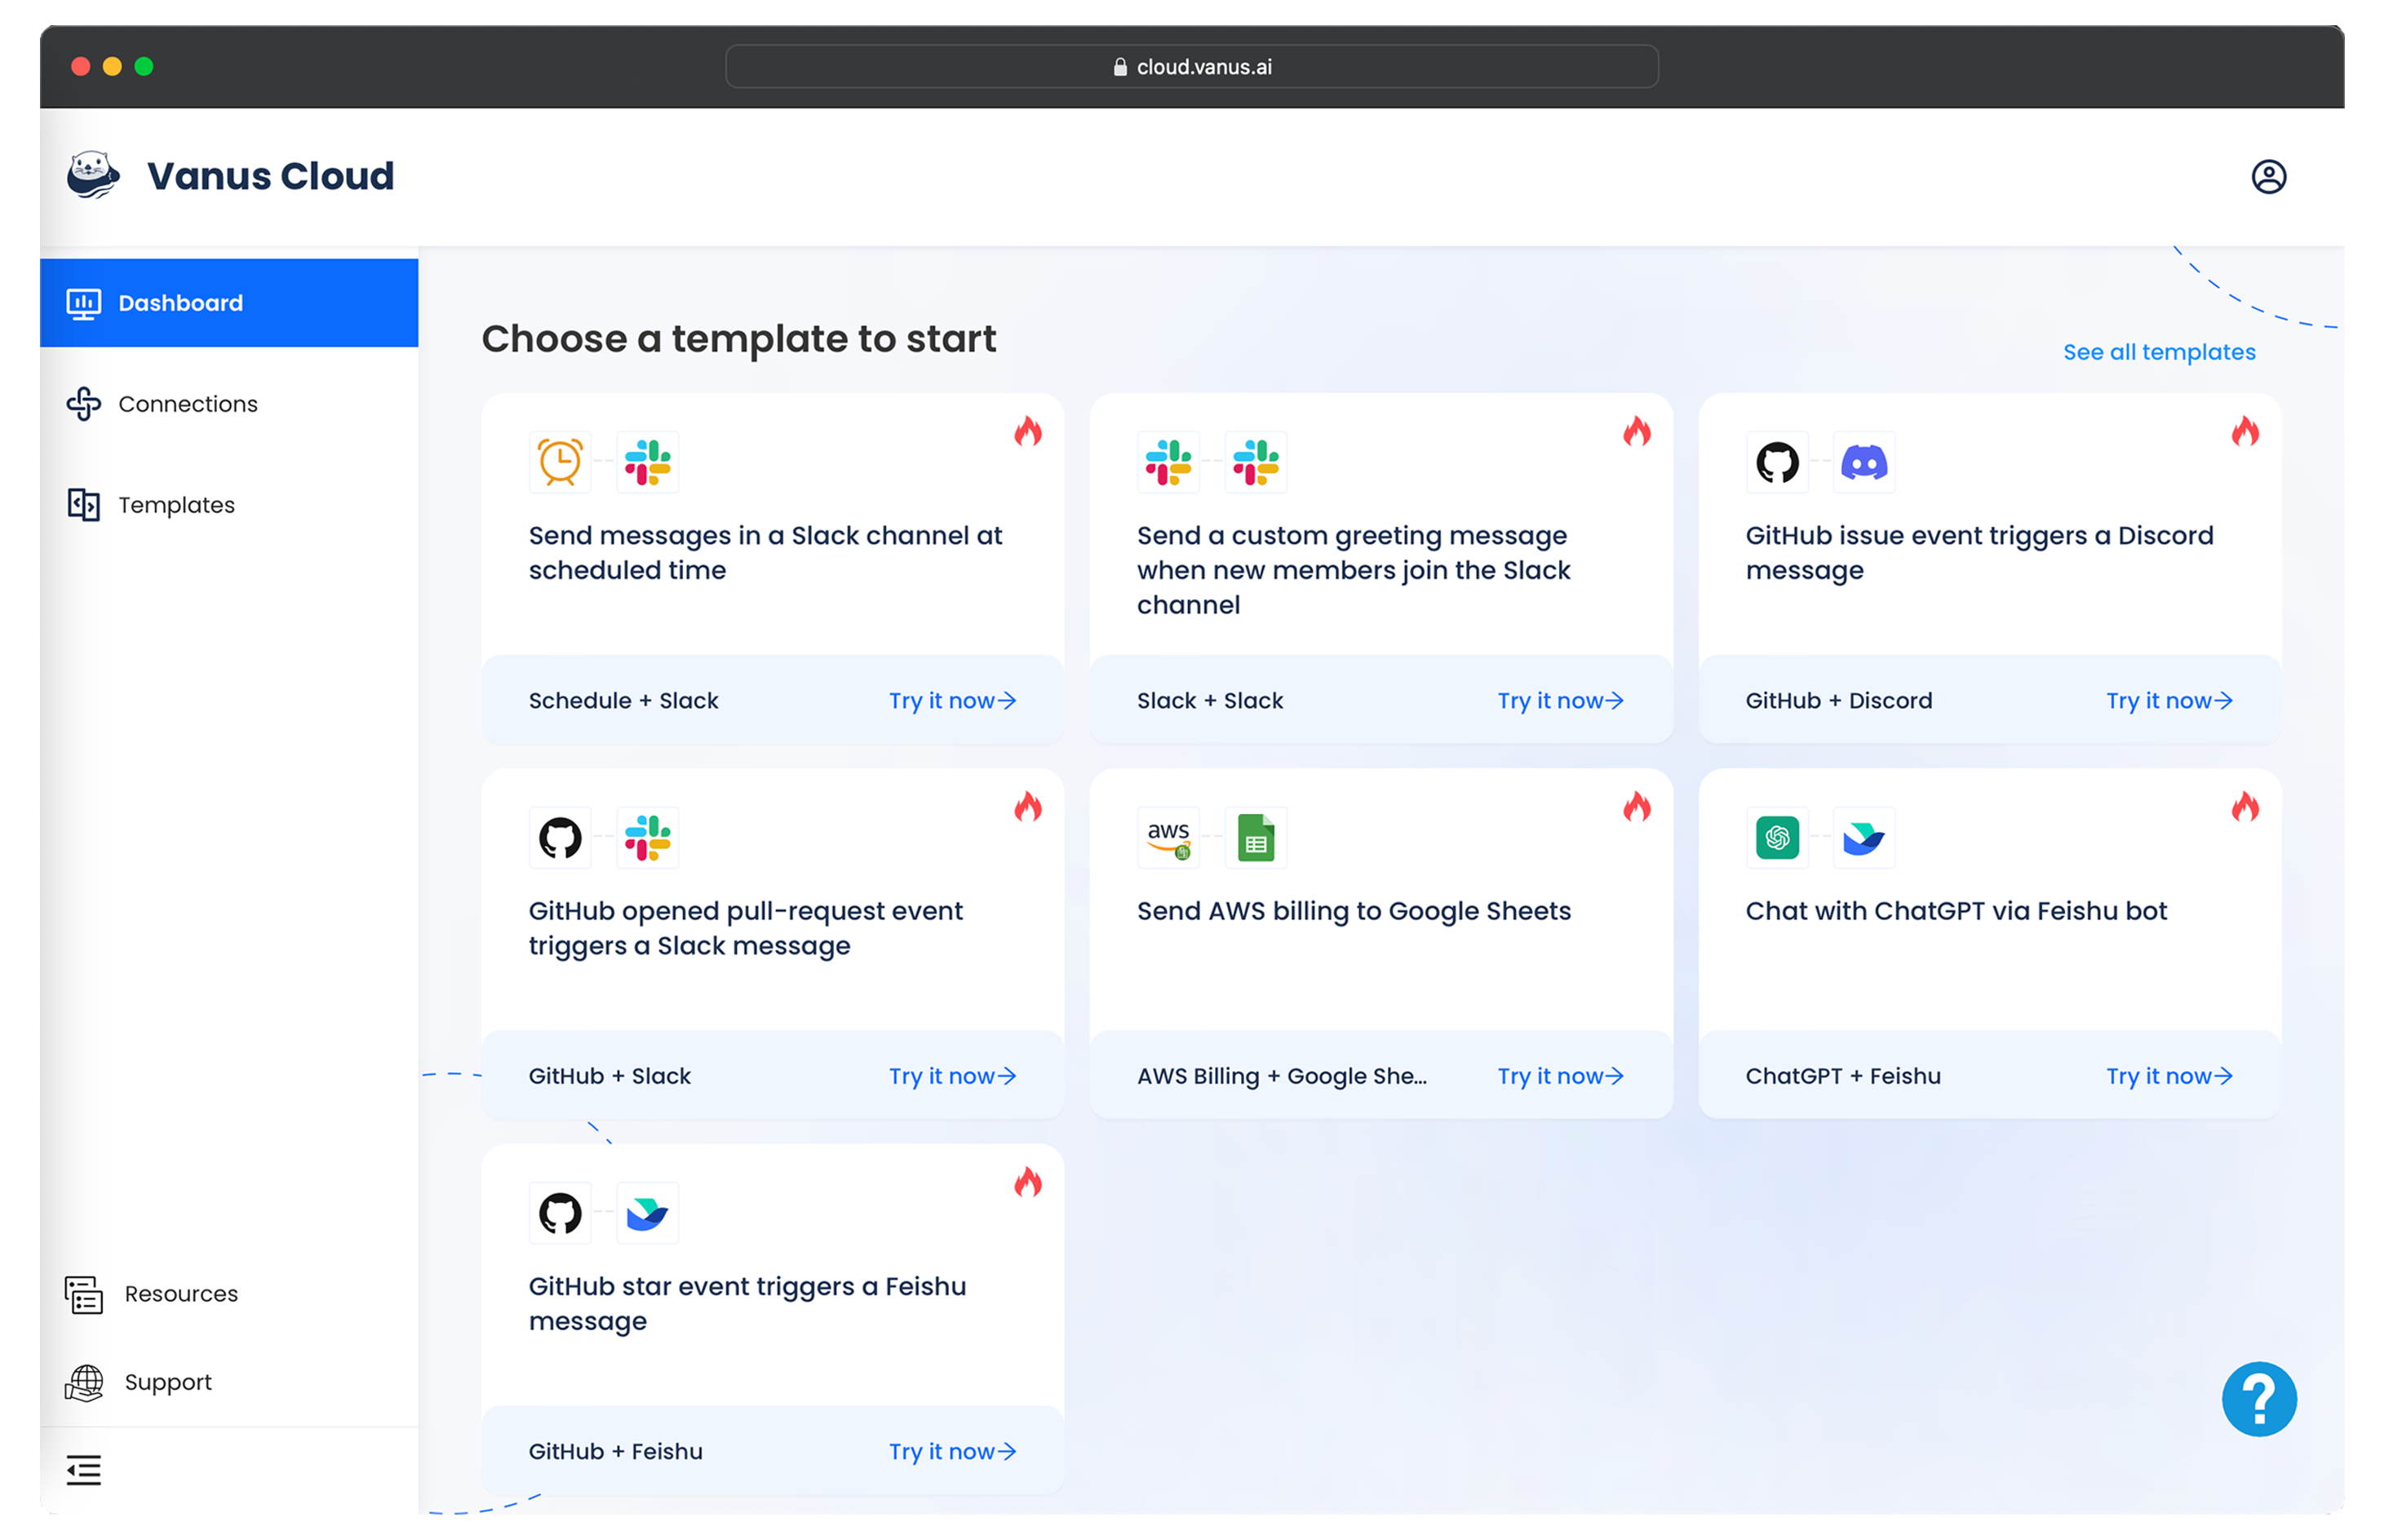 cloud.vanus.ai
Vanus Cloud
Dashboard
Connections
Templates
Resources
Support
Choose a template to start
See all templates
Send messages in a Slack channel at
scheduled time
Schedule + Slack
Try it now→
Send a custom greeting message
when new members join the Slack
channel
Slack + Slack
Try it now→
GitHub issue event triggers a Discord
message
GitHub + Discord
Try it now→
GitHub opened pull-request event
triggers a Slack message
GitHub + Slack
Try it now→
aws
Send AWS billing to Google Sheets
AWS Billing + Google She...
Try it now→
Chat with ChatGPT via Feishu bot
ChatGPT + Feishu
Try it now→
GitHub star event triggers a Feishu
message
GitHub + Feishu
Try it now→
?